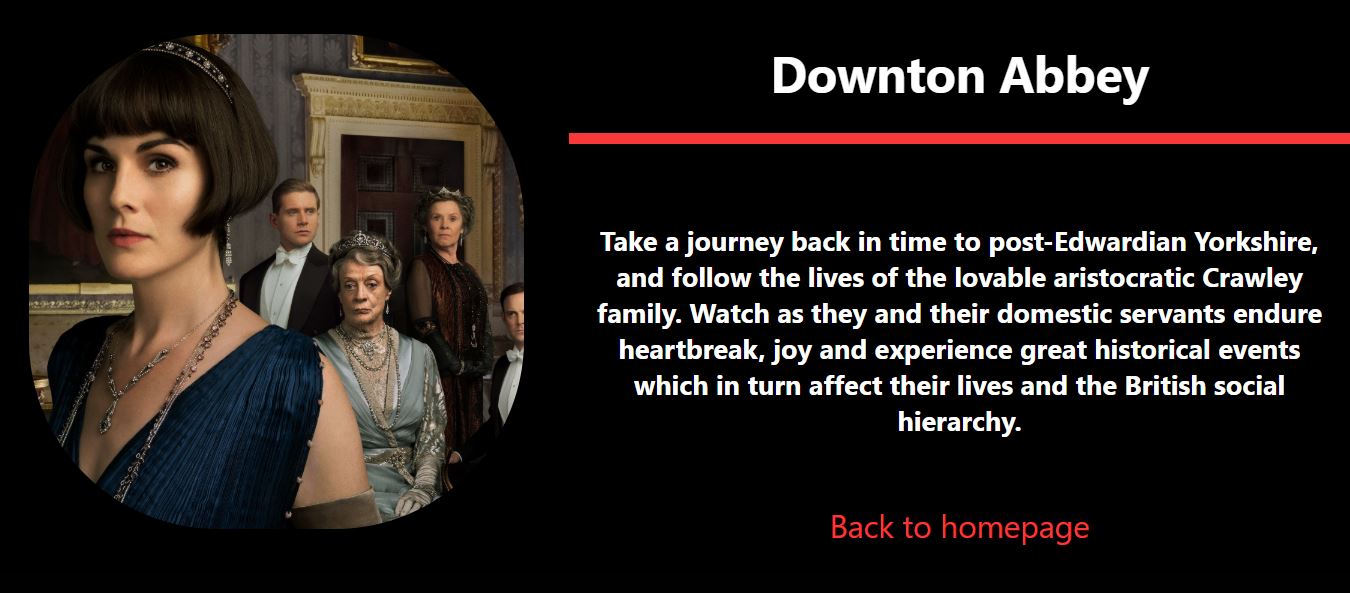 Downton Abbey
Take a journey back in time to post-Edwardian Yorkshire,
and follow the lives of the lovable aristocratic Crawley
family. Watch as they and their domestic servants endure
heartbreak, joy and experience great historical events
which in turn affect their lives and the British social
hierarchy.
Back to homepage